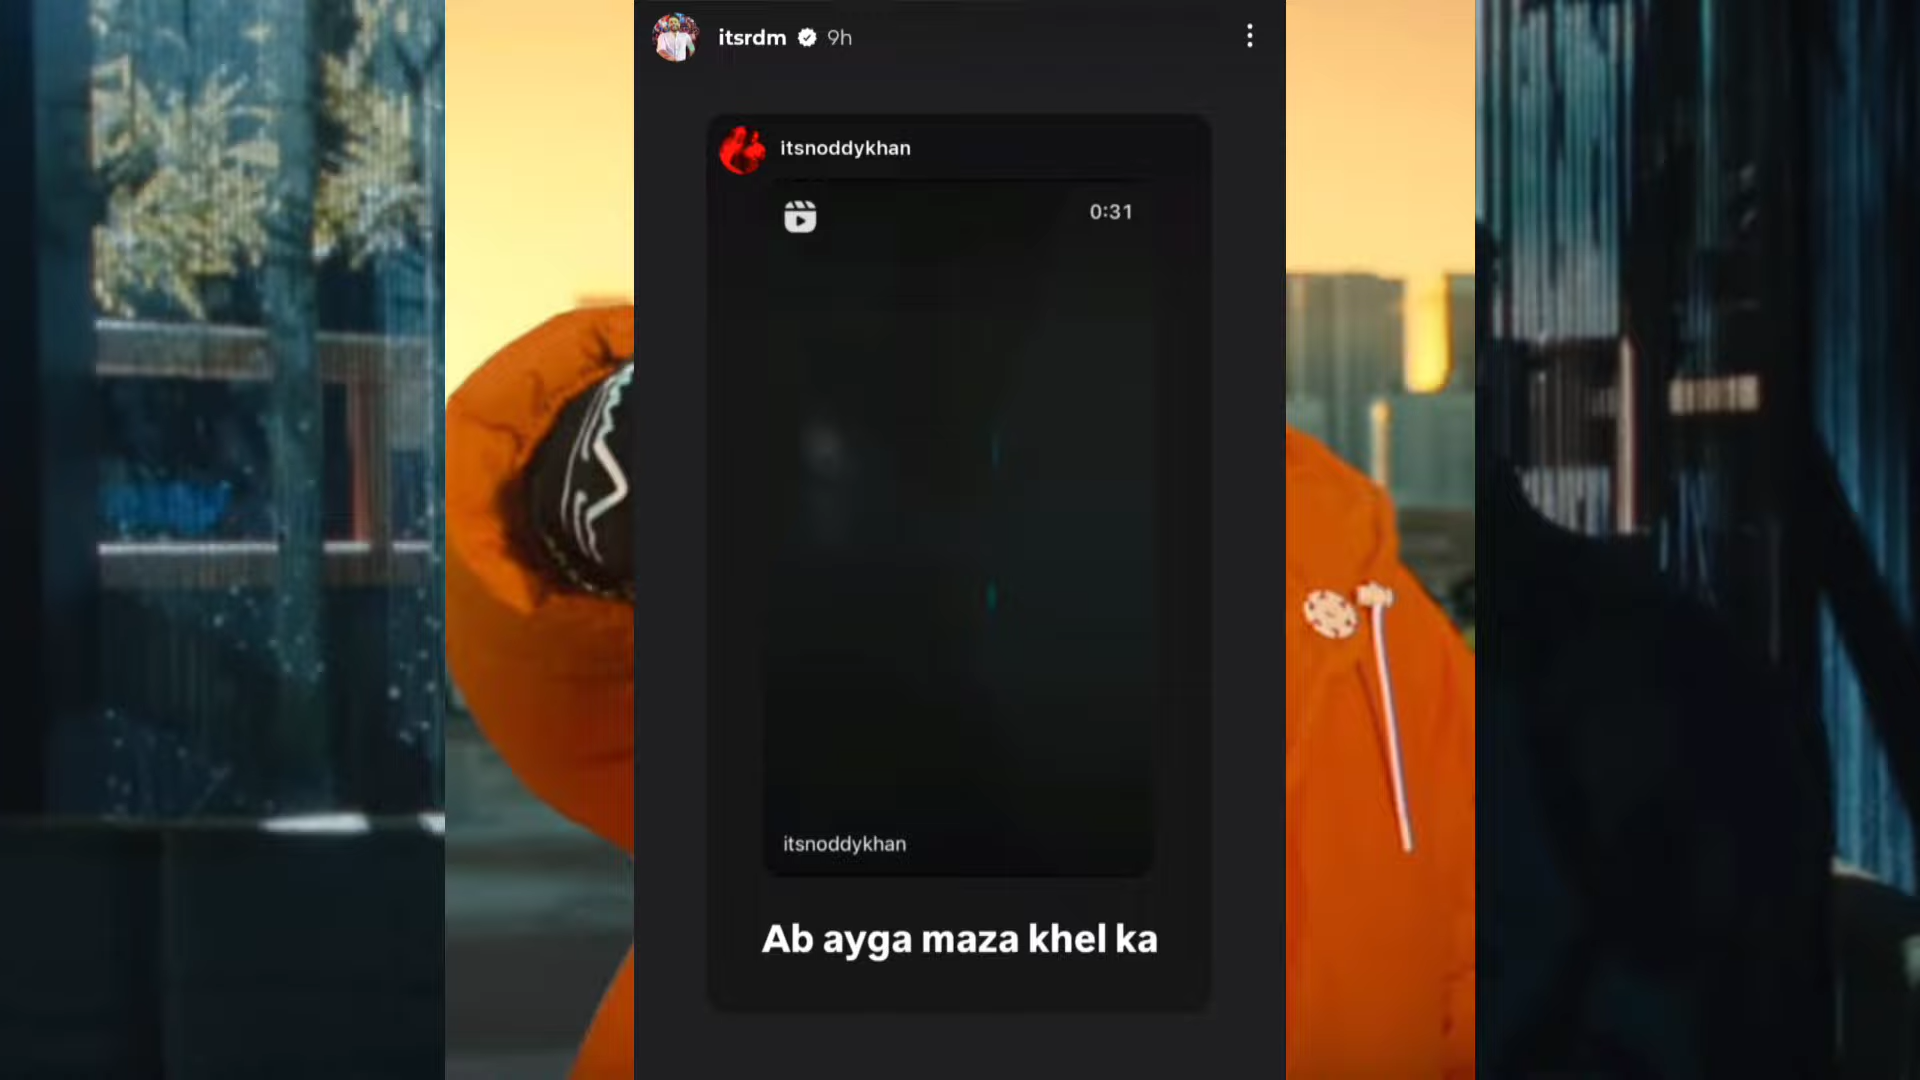 itsrdm 9h
itsnoddykhan
0:31
itsnoddykhan
Ab ayga maza khel ka